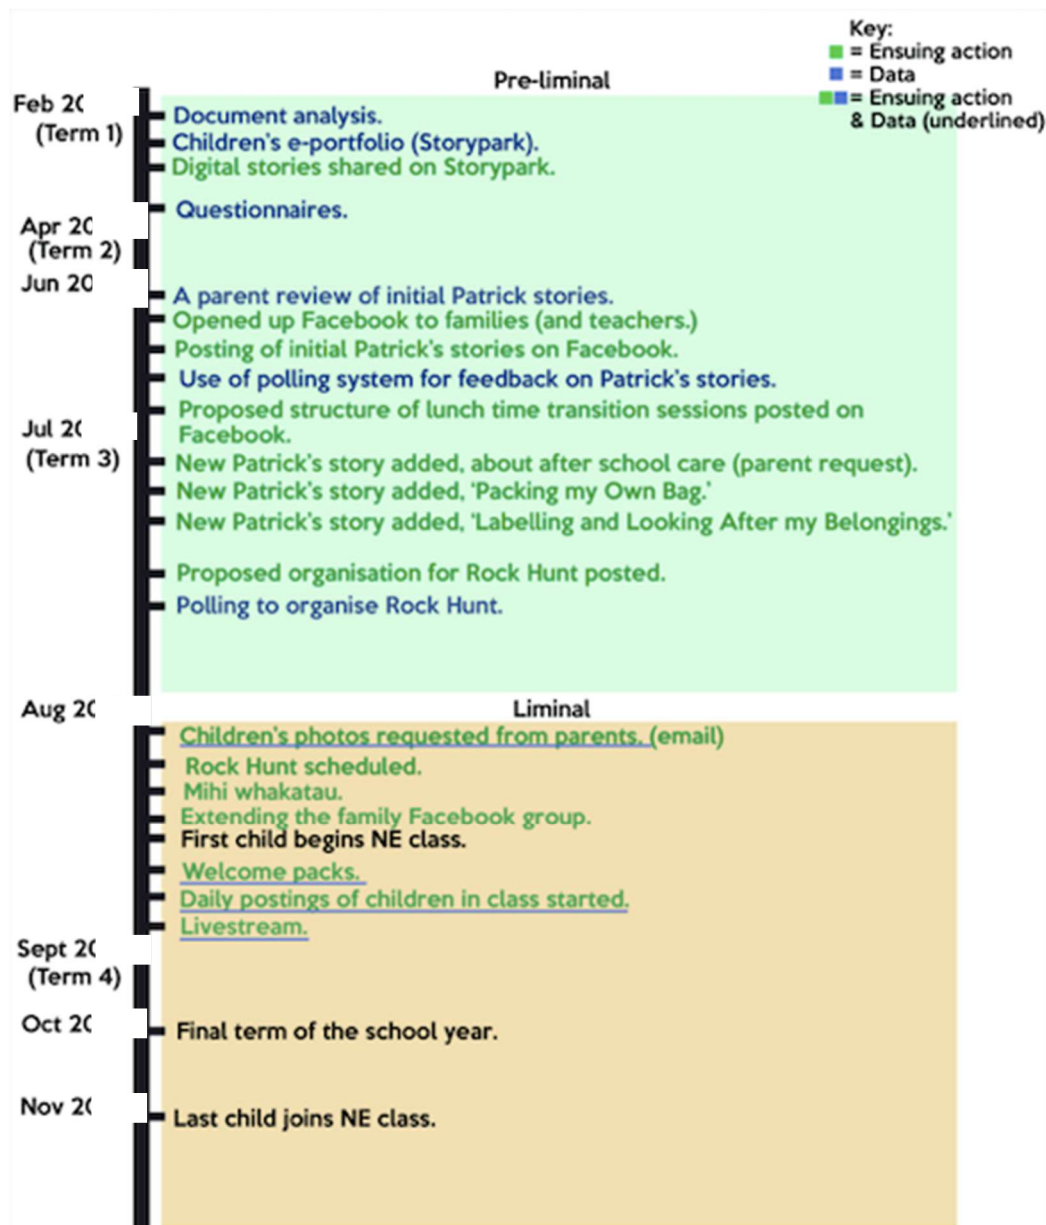 Key:
= Ensuing action
= Data
= Ensuing action
& Data (underlined)
Pre-liminal
Feb 20
(Term 1)
Document analysis.
Children's e-portfolio (Storypark).
Digital stories shared on Storypark.
Questionnaires.
Apr 20
(Term 2)
Jun 20
A parent review of initial Patrick stories.
Opened up Facebook to families (and teachers.)
Posting of initial Patrick's stories on Facebook.
Use of polling system for feedback on Patrick's stories.
Proposed structure of lunch time transition sessions posted on
Facebook.
Jul 20
(Term 3)
New Patrick's story added, about after school care (parent request).
New Patrick's story added, 'Packing my Own Bag.'
New Patrick's story added, 'Labelling and Looking After my Belongings.'
Proposed organisation for Rock Hunt posted.
Polling to organise Rock Hunt.
Aug 20
Liminal
Children's photos requested from parents. (email)
Rock Hunt scheduled.
Mihi whakatau.
Extending the family Facebook group.
First child begins NE class.
Welcome packs.
Daily postings of children in class started.
Livestream.
Sept 20
(Term 4)
Oct 20
Final term of the school year.
Nov 20
Last child joins NE class.